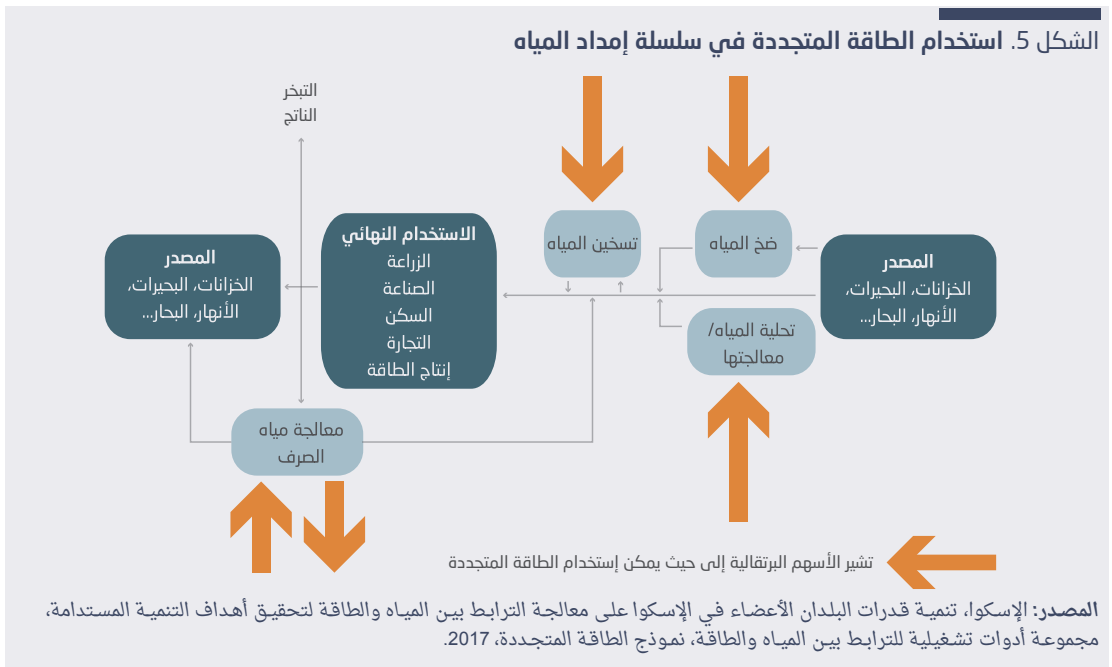 الشكل 5. استخدام الطاقة المتجددة في سلسلة إمداد المياه
التبخر
الناتج
المصدر
الخزانات، البحيرات،
الأنهار، البحار...
ضخ المياه
تسخين المياه
تحلية المياه/
معالجتها
الاستخدام النهائي
الزراعة
الصناعة
السكن
التجارة
إنتاج الطاقة
المصدر
الخزانات، البحيرات،
الأنهار، البحار...
معالجة مياه
الصرف
تشير الأسهم البرتقالية إلى حيث يمكن إستخدام الطاقة المتجددة
المصدر: الإسكوا، تنمية قدرات البلدان الأعضاء في الإسكوا على معالجة الترابط بين المياه والطاقة لتحقيق أهداف التنمية المستدامة،
مجموعة أدوات تشغيلية للترابط بين المياه والطاقة، نموذج الطاقة المتجددة، 2017.